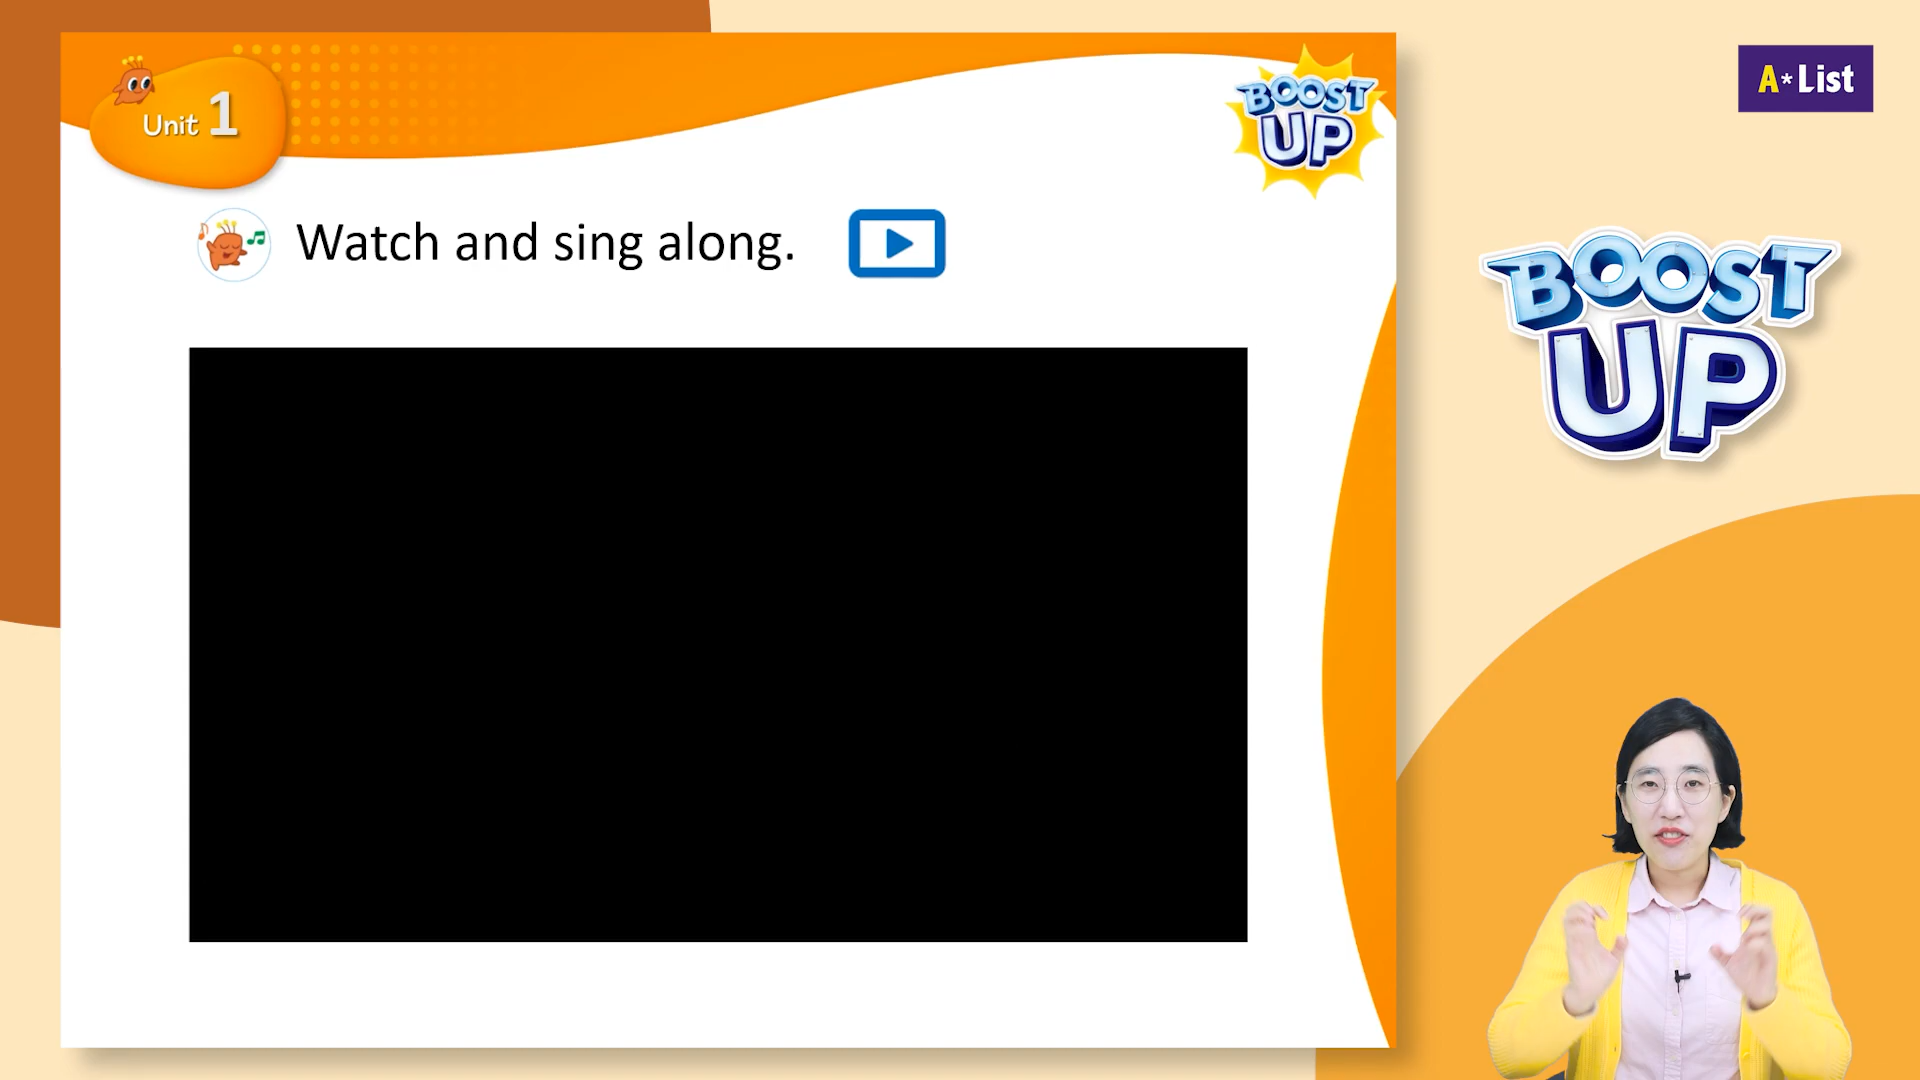 Unit 1
BOOST
UP
A*List
Watch and sing along.
BOOST
UP